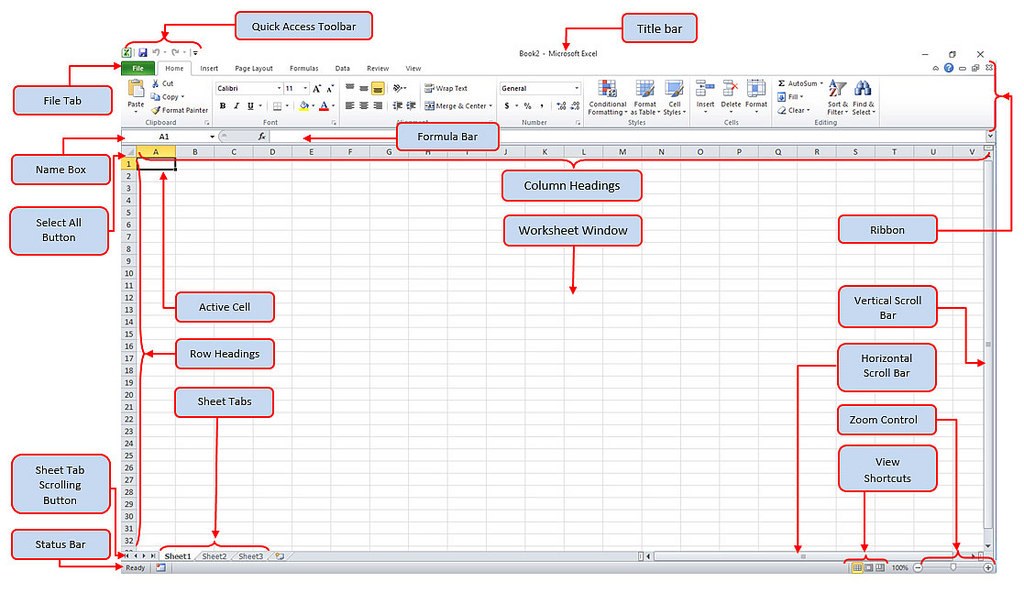 Quick Access Toolbar
Title bar
Book2 - Microsoft Excel
File Home Insert Page Layout Formulas Data Review View
File Tab
Paste
Cut
Copy
Format Painter
Clipboard
Calibri 11
B I U
Font
Wrap Text
Merge & Center
General
$ % ,
Number
Conditional Formatting
Format as Table
Cell Styles
Styles
Insert Delete Format
Cells
AutoSum
Fill
Clear
Sort & Filter
Find & Select
Editing
A1 fx
Formula Bar
Name Box
A B C D E F G H I J K L M N O P Q R S T U V
1
2
3
4
5
6
7
8
9
10
11
12
13
14
15
16
17
18
19
20
21
22
23
24
25
26
27
28
29
30
31
32
Column Headings
Select All
Button
Worksheet Window
Ribbon
Active Cell
Vertical Scroll
Bar
Row Headings
Horizontal
Scroll Bar
Sheet Tabs
Zoom Control
View
Shortcuts
Sheet Tab
Scrolling
Button
Status Bar
Sheet1 Sheet2 Sheet3
Ready
100%